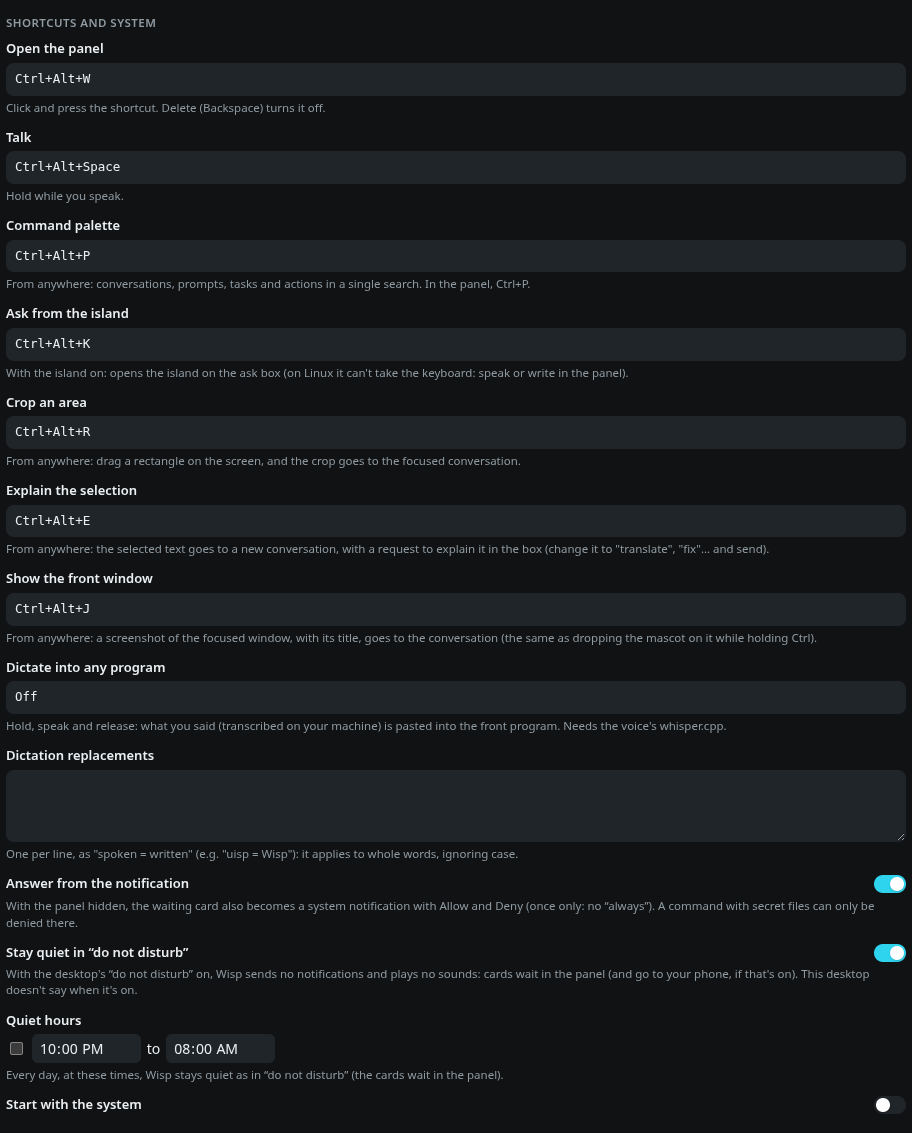 SHORTCUTS AND SYSTEM
Open the panel
Ctrl+Alt+W
Click and press the shortcut. Delete (Backspace) turns it off.
Talk
Ctrl+Alt+Space
Hold while you speak.
Command palette
Ctrl+Alt+P
From anywhere: conversations, prompts, tasks and actions in a single search. In the panel, Ctrl+P.
Ask from the island
Ctrl+Alt+K
With the island on: opens the island on the ask box (on Linux it can't take the keyboard: speak or write in the panel).
Crop an area
Ctrl+Alt+R
From anywhere: drag a rectangle on the screen, and the crop goes to the focused conversation.
Explain the selection
Ctrl+Alt+E
From anywhere: the selected text goes to a new conversation, with a request to explain it in the box (change it to "translate", "fix"... and send).
Show the front window
Ctrl+Alt+J
From anywhere: a screenshot of the focused window, with its title, goes to the conversation (the same as dropping the mascot on it while holding Ctrl).
Dictate into any program
Off
Hold, speak and release: what you said (transcribed on your machine) is pasted into the front program. Needs the voice's whisper.cpp.
Dictation replacements
One per line, as "spoken = written" (e.g. "uisp = Wisp"): it applies to whole words, ignoring case.
Answer from the notification
With the panel hidden, the waiting card also becomes a system notification with Allow and Deny (once only: no “always”). A command with secret files can only be
denied there.
Stay quiet in “do not disturb”
With the desktop's “do not disturb” on, Wisp sends no notifications and plays no sounds: cards wait in the panel (and go to your phone, if that's on). This desktop
doesn't say when it's on.
Quiet hours
10:00 PM to 08:00 AM
Every day, at these times, Wisp stays quiet as in “do not disturb” (the cards wait in the panel).
Start with the system